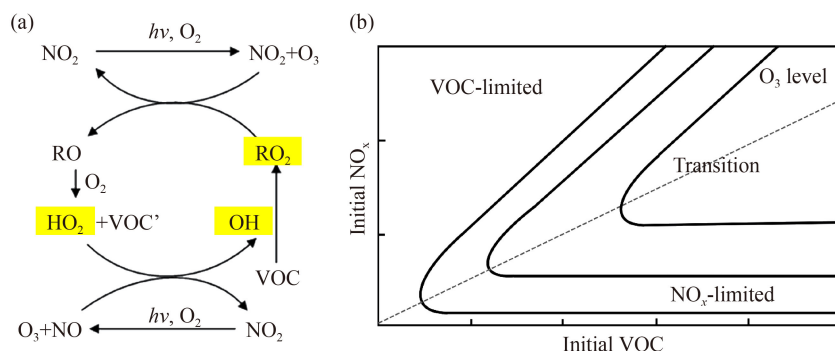 (a)
hv, O₂
NO₂
NO₂+O₃
RO
RO₂
O₂
HO₂ +VOC’
OH
VOC
O₃+NO
hv, O₂
NO₂
(b)
VOC-limited
O₃ level
Transition
NOₓ-limited
Initial NOₓ
Initial VOC